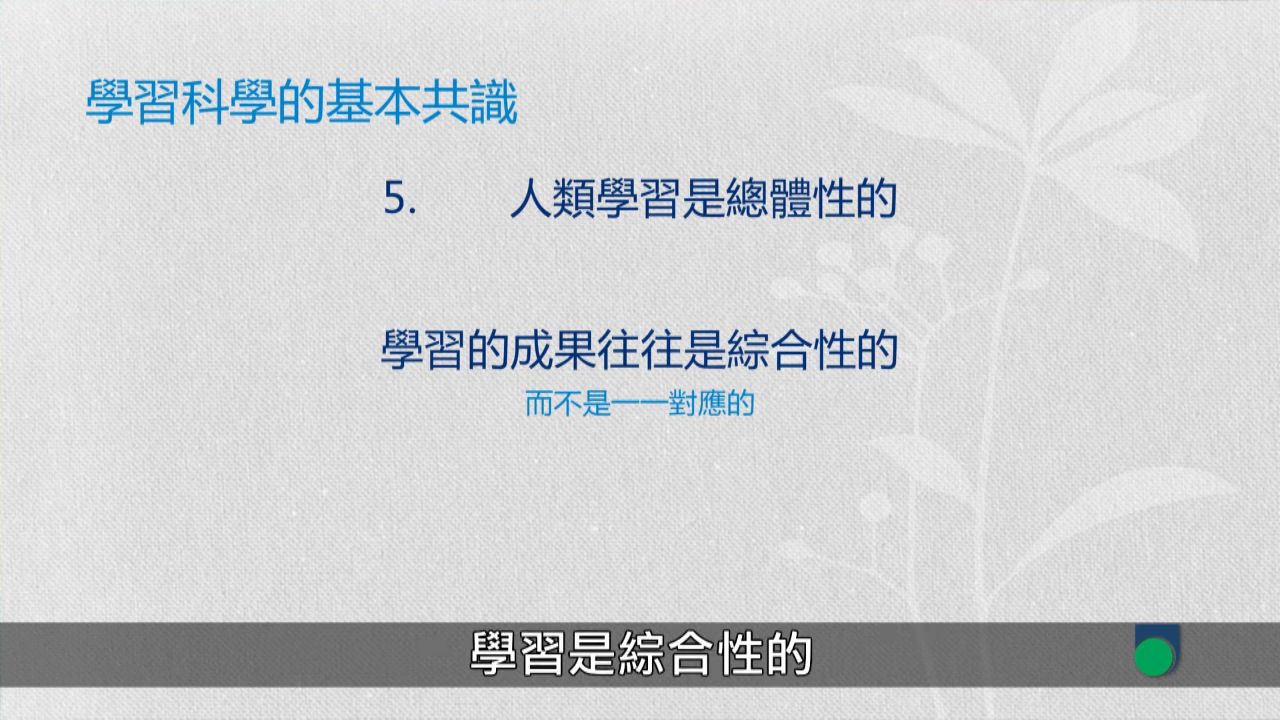 學習科學的基本共識
5. 人類學習是總體性的
學習的成果往往是綜合性的
而不是一一對應的
學習是綜合性的